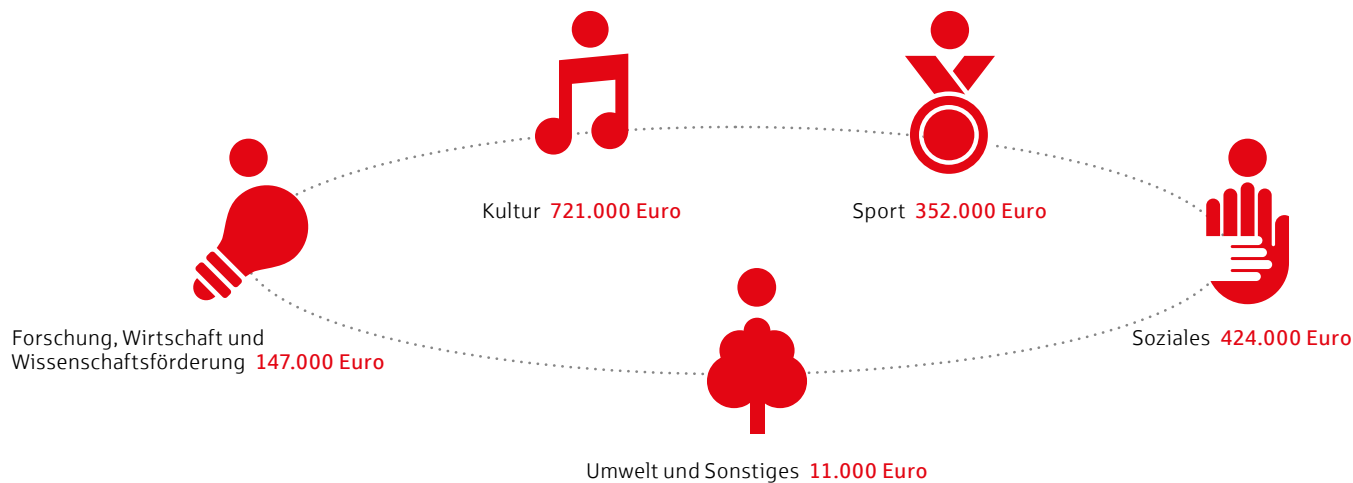 Kultur 721.000 Euro
Sport 352.000 Euro
Forschung, Wirtschaft und
Wissenschaftsförderung 147.000 Euro
Soziales 424.000 Euro
Umwelt und Sonstiges 11.000 Euro